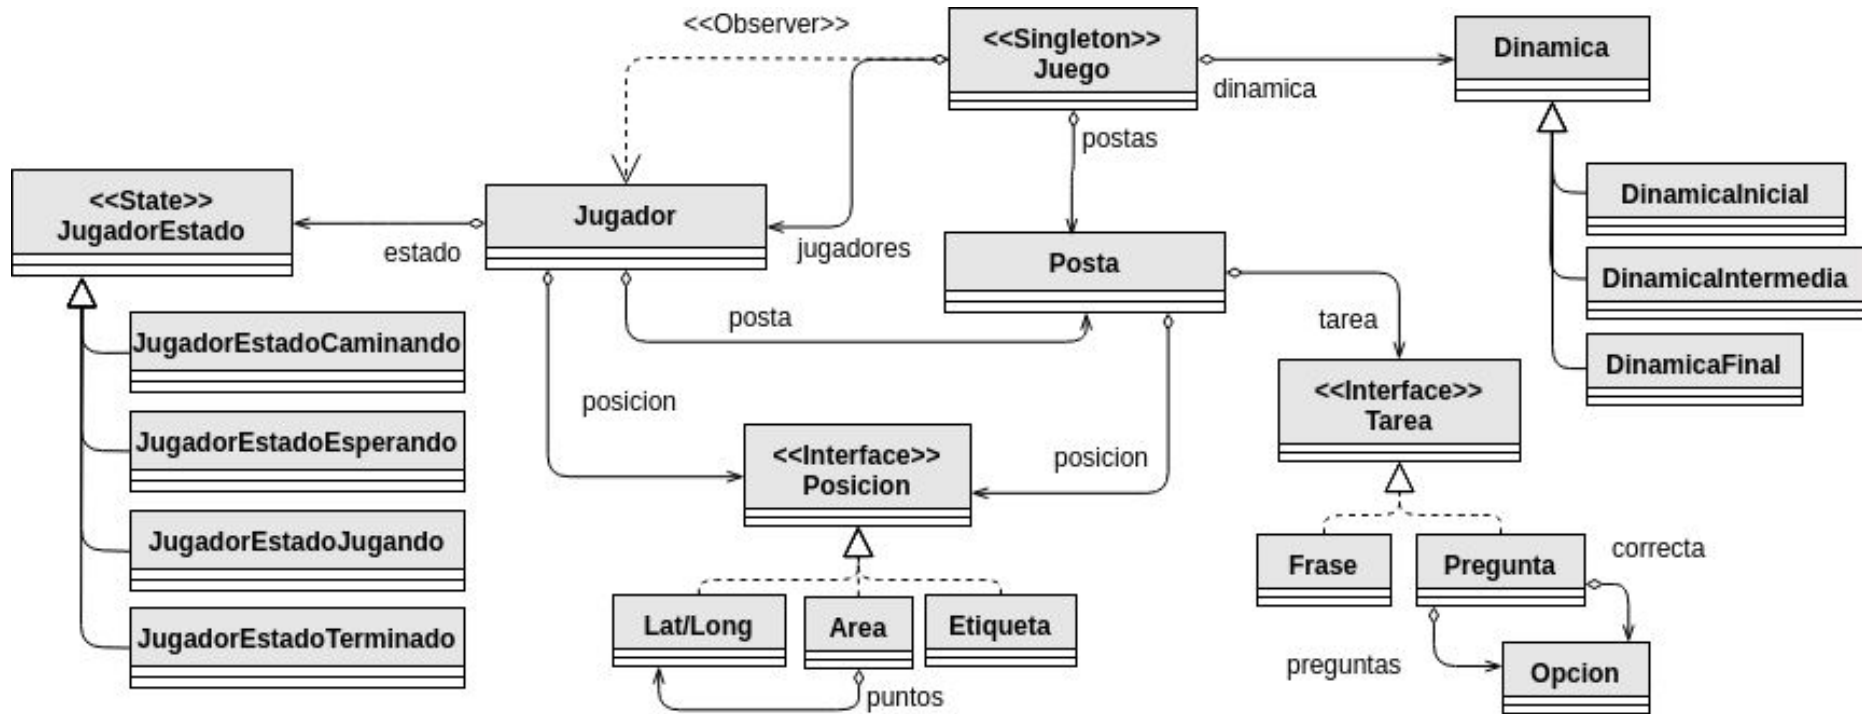 <<Observer>>
<<Singleton>>
Juego
Dinamica
dinamica
postas
<<State>>
JugadorEstado
estado
Jugador
jugadores
Posta
DinamicaInicial
DinamicaIntermedia
DinamicaFinal
posta
tarea
JugadorEstadoCaminando
JugadorEstadoEsperando
JugadorEstadoJugando
JugadorEstadoTerminado
posicion
<<Interface>>
Posicion
posicion
<<Interface>>
Tarea
Lat/Long
Area
Etiqueta
puntos
Frase
Pregunta
correcta
preguntas
Opcion